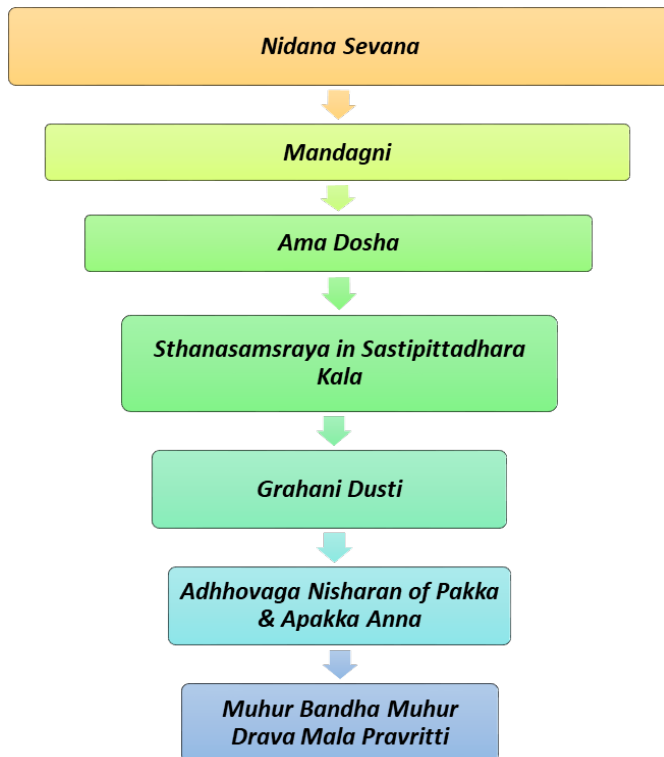 Nidana Sevana
Mandagni
Ama Dosha
Sthanasamsraya in Sastipittadhara
Kala
Grahani Dusti
Adhhovaga Nisharan of Pakka
& Apakka Anna
Muhur Bandha Muhur
Drava Mala Pravritti